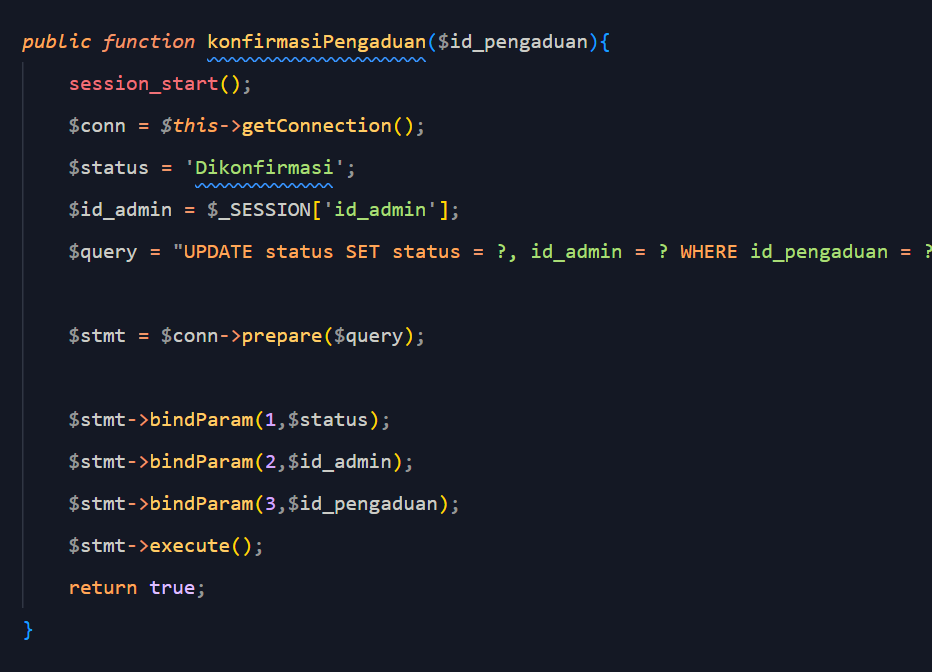 public function konfirmasiPengaduan($id_pengaduan){
session_start();
$conn = $this->getConnection();
$status = 'Dikonfirmasi';
$id_admin = $_SESSION['id_admin'];
$query = "UPDATE status SET status = ?, id_admin = ? WHERE id_pengaduan = ?
$stmt = $conn->prepare($query);
$stmt->bindParam(1,$status);
$stmt->bindParam(2,$id_admin);
$stmt->bindParam(3,$id_pengaduan);
$stmt->execute();
return true;
}